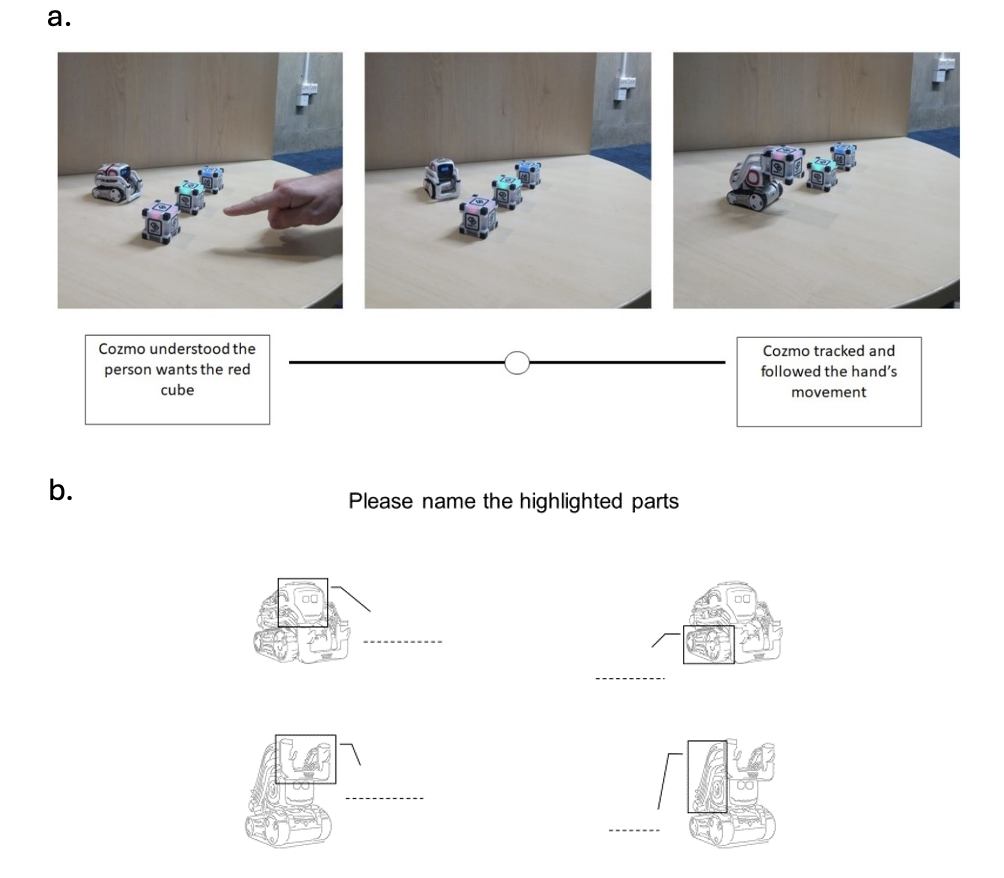 a.
Cozmo understood the
person wants the red
cube
Cozmo tracked and
followed the hand's
movement
b.
Please name the highlighted parts